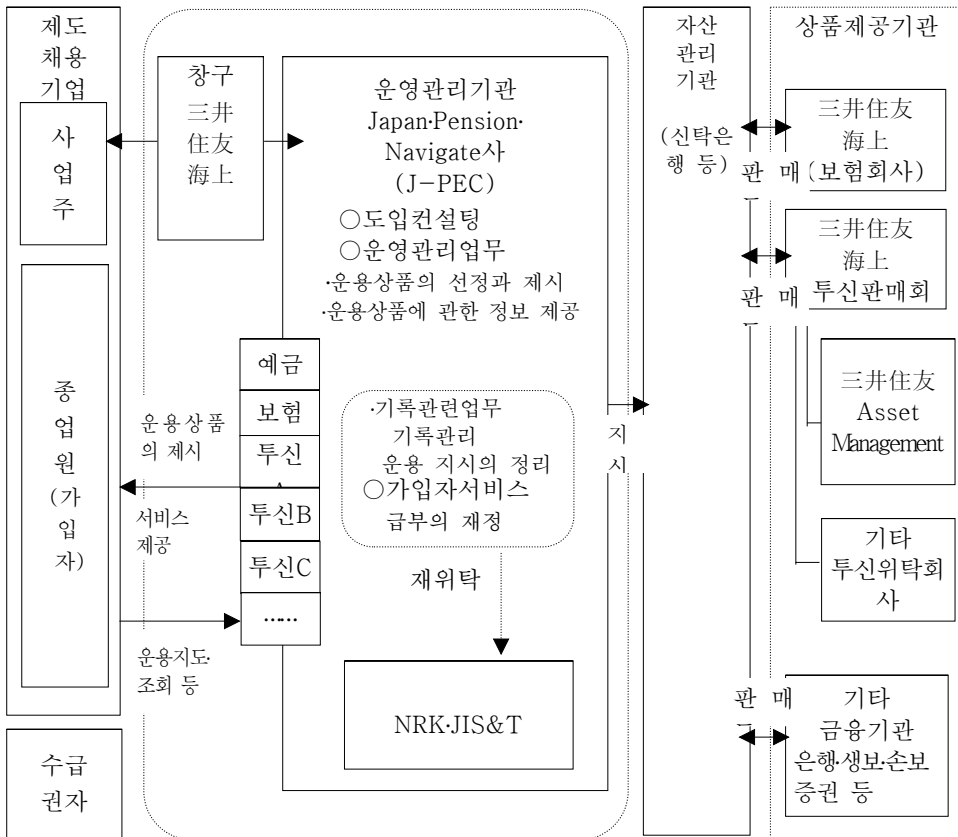 제도
채용
기업
사
업
주
종
업
원
(가
입
자)
수급
권자
창구
三井
住友
海上
운영관리기관
Japan·Pension·
Navigate사
(J-PEC)
○도입컨설팅
○운영관리업무
·운용상품의 선정과 제시
·운용상품에 관한 정보 제공
예금
보험
투신
투신B
투신C
……
운용상품
의 제시
서비스
제공
운용지도·
조회 등
·기록관련업무
기록관리
운용 지시의 정리
○가입자서비스
급부의 재정
재위탁
NRK·JIS&T
지
시
자산
관리
기관
(신탁은
행 등)
판 매
판 매
판 매
상품제공기관
三井住友
海上
(보험회사)
三井住友
海上
투신판매회
三井住友
Asset
Management
기타
투신위탁회
사
기타
금융기관
은행·생보·손보
증권 등